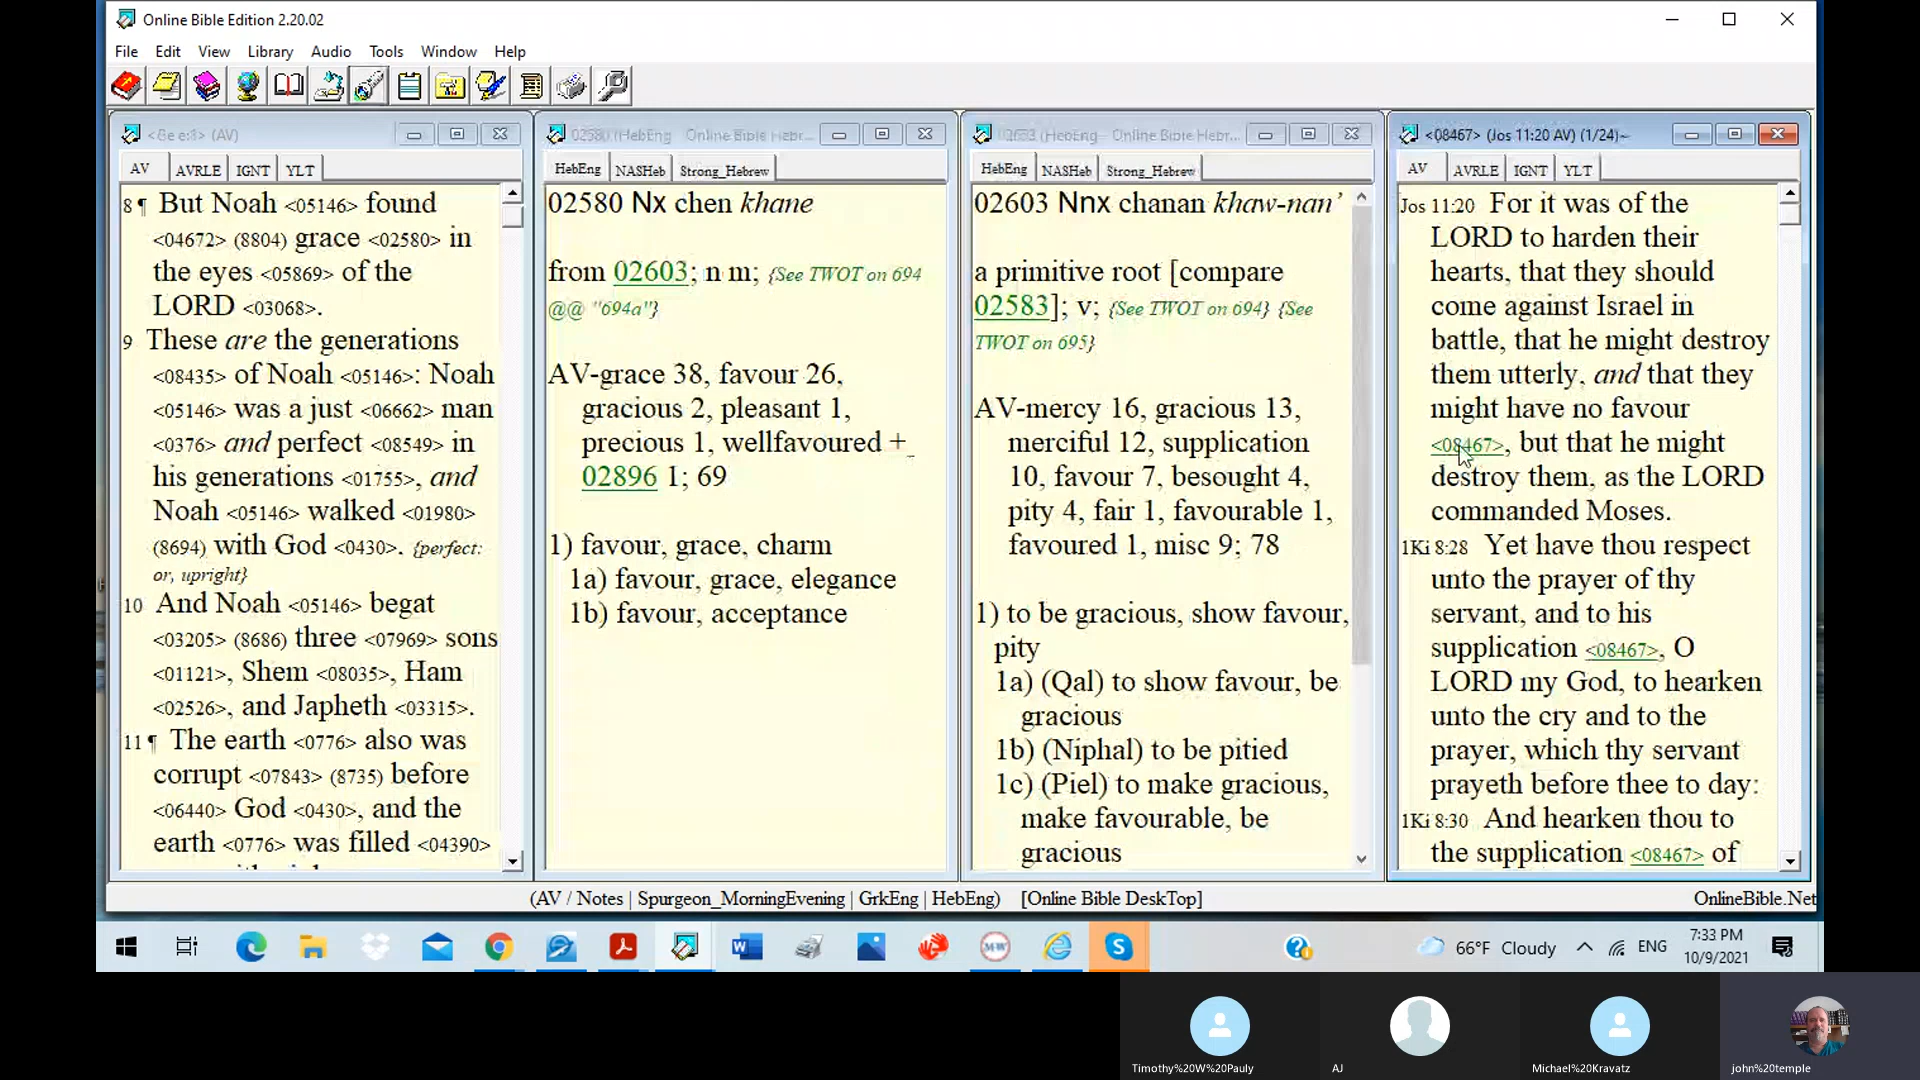 Online Bible Edition 2.20.02
File Edit View Library Audio Tools Window Help
(AV)
AV AVRLE IGNT YLT
8 ¶ But Noah <05146> found
<04672> (8804) grace <02580> in
the eyes <05869> of the
LORD <03068>.
9 These are the generations
<08435> of Noah <05146>: Noah
<05146> was a just <06662> man
<0376> and perfect <08549> in
his generations <01755>, and
Noah <05146> walked <01980>
(8694) with God <0430>. {perfect:
or, upright}
10 And Noah <05146> begat
<03205> (8686) three <07969> sons
<01121>, Shem <08035>, Ham
<02526>, and Japheth <03315>.
11 ¶ The earth <0776> also was
corrupt <07843> (8735) before
<06440> God <0430>, and the
earth <0776> was filled <04390>
02580 (HebEng - Online Bible Hebr...
HebEng NASHeb Strong_Hebrew
02580 Nx chen khane
from 02603; n m; {See TWOT on 694
@@ "694a"}
AV-grace 38, favour 26,
gracious 2, pleasant 1,
precious 1, wellfavoured +
02896 1; 69
1) favour, grace, charm
1a) favour, grace, elegance
1b) favour, acceptance
02603 (HebEng - Online Bible Hebr...
HebEng NASHeb Strong_Hebrew
02603 Nnx chanan khaw-nan’
a primitive root [compare
02583]; v; {See TWOT on 694} {See
TWOT on 695}
AV-mercy 16, gracious 13,
merciful 12, supplication
10, favour 7, besought 4,
pity 4, fair 1, favourable 1,
favoured 1, misc 9; 78
1) to be gracious, show favour,
pity
1a) (Qal) to show favour, be
gracious
1b) (Niphal) to be pitied
1c) (Piel) to make gracious,
make favourable, be
gracious
<08467> (Jos 11:20 AV) (1/24)~
AV AVRLE IGNT YLT
Jos 11:20 For it was of the
LORD to harden their
hearts, that they should
come against Israel in
battle, that he might destroy
them utterly, and that they
might have no favour
<08467>, but that he might
destroy them, as the LORD
commanded Moses.
1Ki 8:28 Yet have thou respect
unto the prayer of thy
servant, and to his
supplication <08467>, O
LORD my God, to hearken
unto the cry and to the
prayer, which thy servant
prayeth before thee to day:
1Ki 8:30 And hearken thou to
the supplication <08467> of
(AV / Notes | Spurgeon_MorningEvening | GrkEng | HebEng) [Online Bible DeskTop]
OnlineBible.Net
66°F Cloudy ENG 7:33 PM
10/9/2021
Timothy%20W%20Pauly
AJ
Michael%20Kravatz
john%20temple